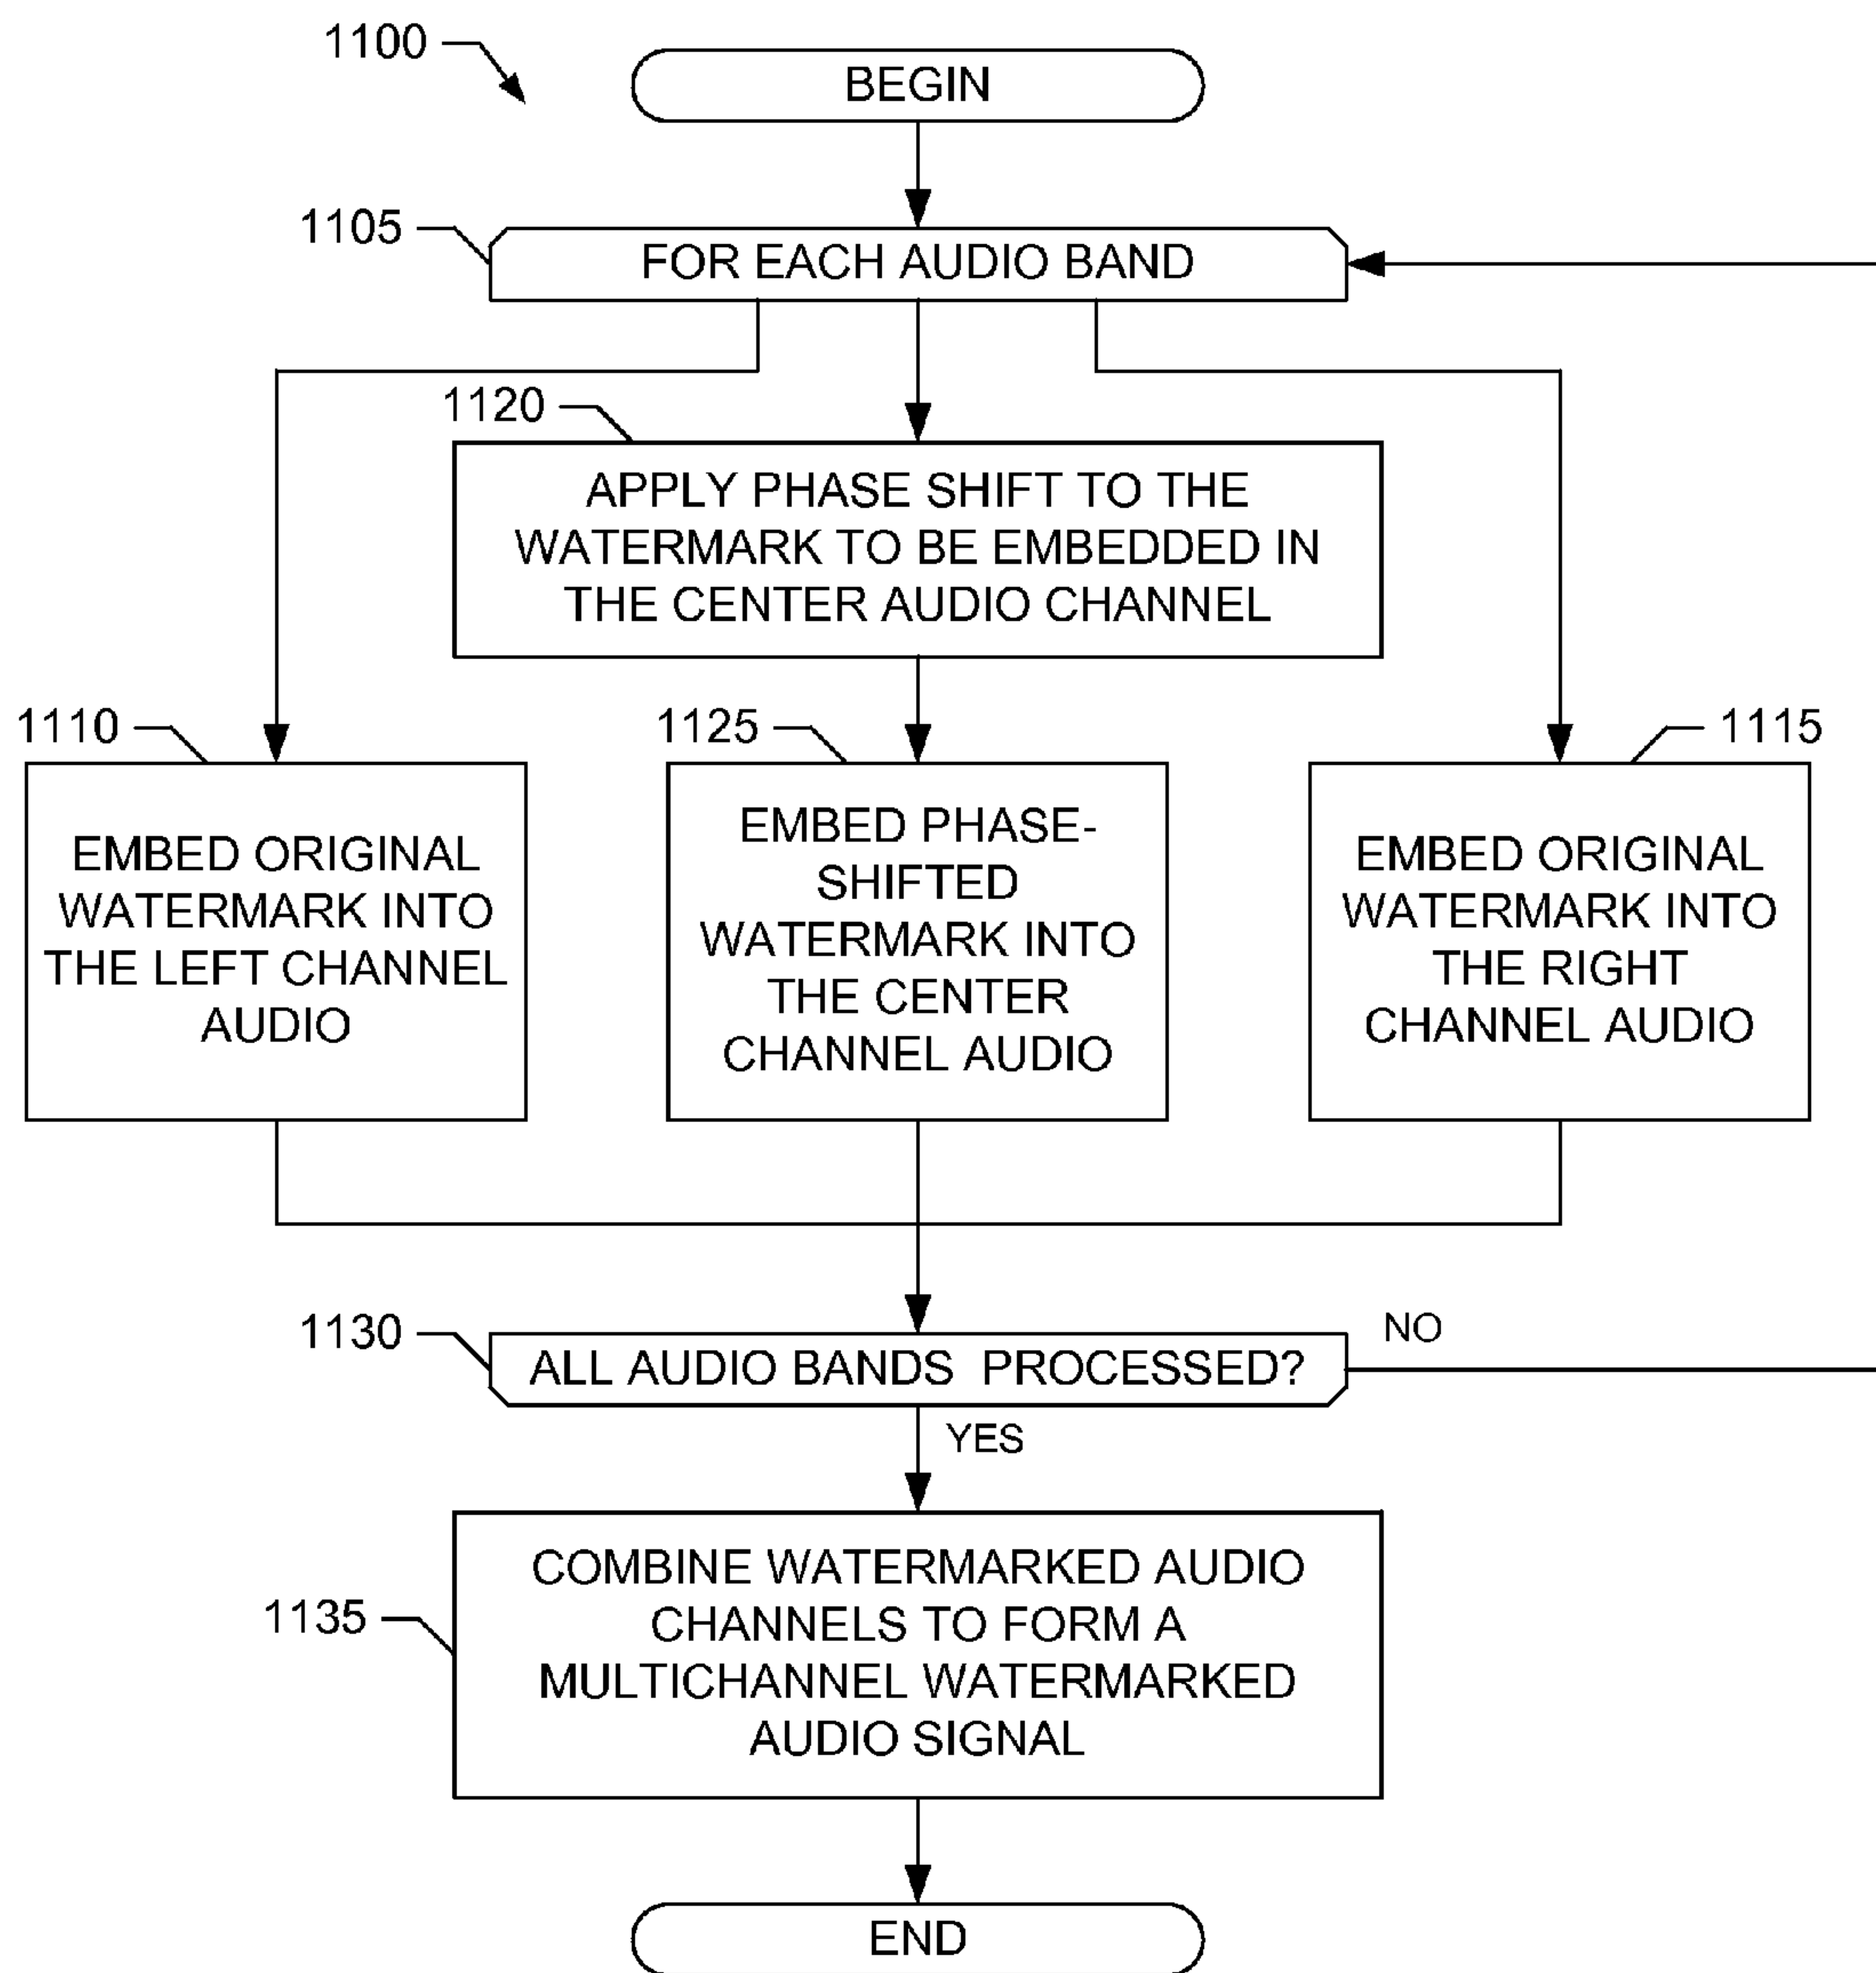 1100
BEGIN
1105
FOR EACH AUDIO BAND
1120
APPLY PHASE SHIFT TO THE
WATERMARK TO BE EMBEDDED IN
THE CENTER AUDIO CHANNEL
1110
EMBED ORIGINAL
WATERMARK INTO
THE LEFT CHANNEL
AUDIO
1125
EMBED PHASE-
SHIFTED
WATERMARK INTO
THE CENTER
CHANNEL AUDIO
1115
EMBED ORIGINAL
WATERMARK INTO
THE RIGHT
CHANNEL AUDIO
1130
ALL AUDIO BANDS PROCESSED?
NO
YES
1135
COMBINE WATERMARKED AUDIO
CHANNELS TO FORM A
MULTICHANNEL WATERMARKED
AUDIO SIGNAL
END